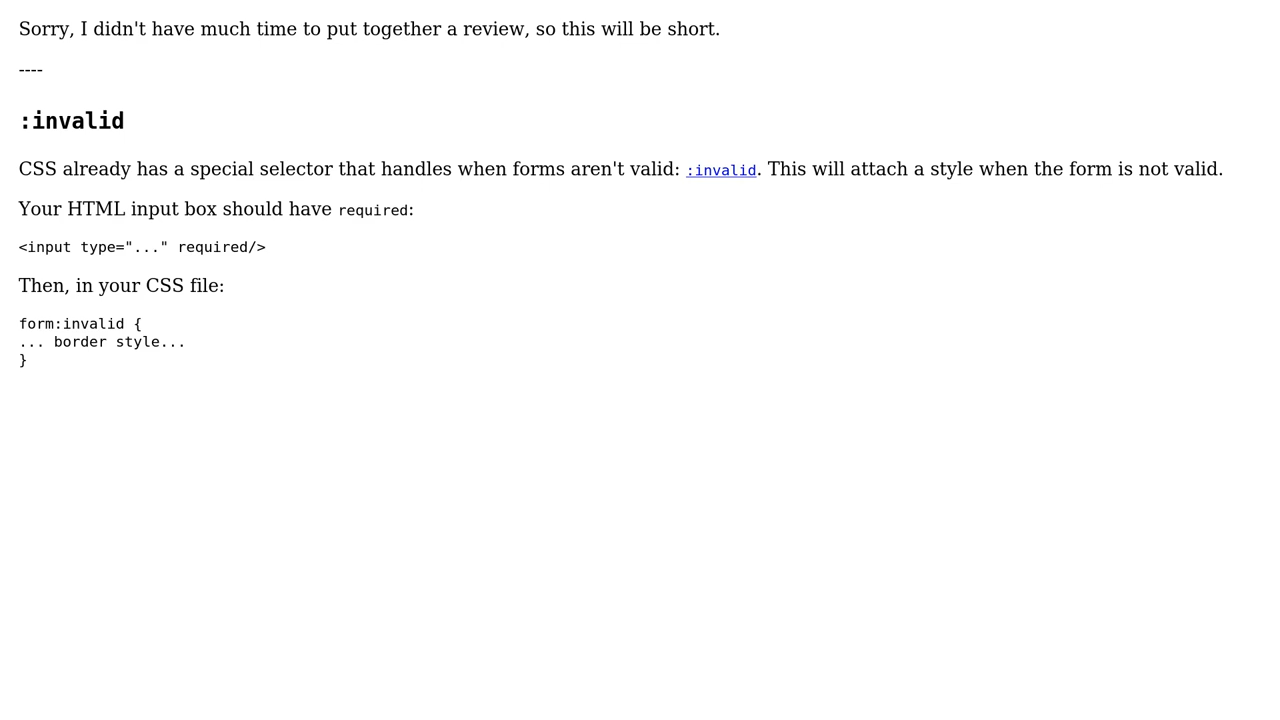 Sorry, I didn't have much time to put together a review, so this will be short.
----
:invalid
CSS already has a special selector that handles when forms aren't valid: :invalid. This will attach a style when the form is not valid.
Your HTML input box should have required:
<input type="..." required/>
Then, in your CSS file:
form:invalid {
... border style...
}